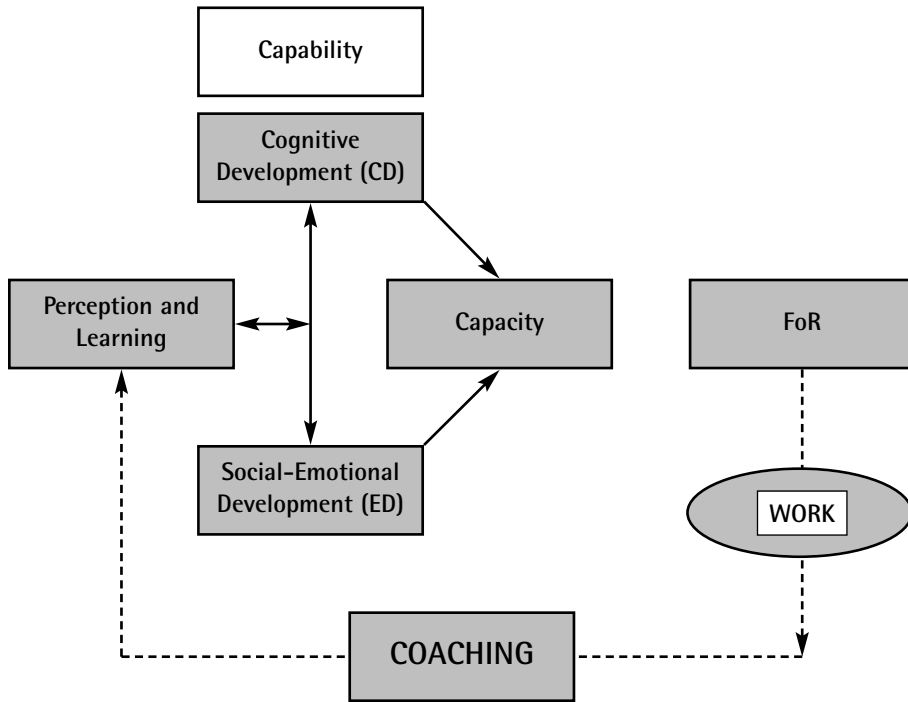 Capability
Cognitive
Development (CD)
Perception and
Learning
Capacity
FoR
Social-Emotional
Development (ED)
WORK
COACHING